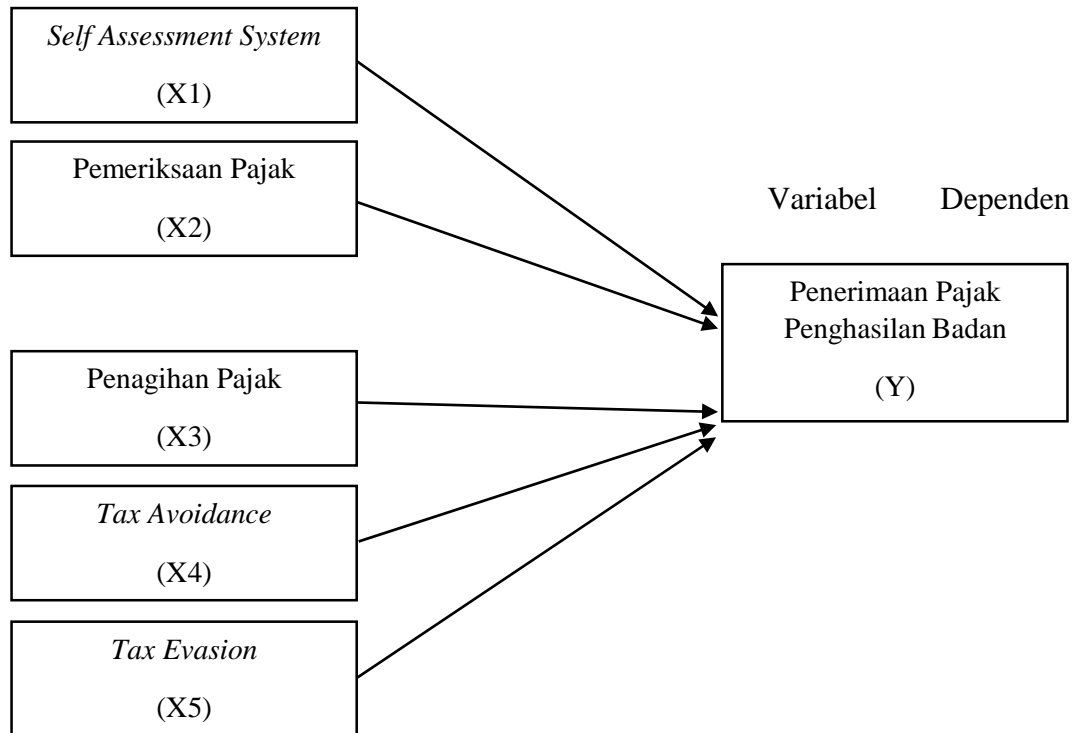 Self Assessment System
(X1)
Pemeriksaan Pajak
(X2)
Variabel Dependen
Penerimaan Pajak
Penghasilan Badan
(Y)
Penagihan Pajak
(X3)
Tax Avoidance
(X4)
Tax Evasion
(X5)